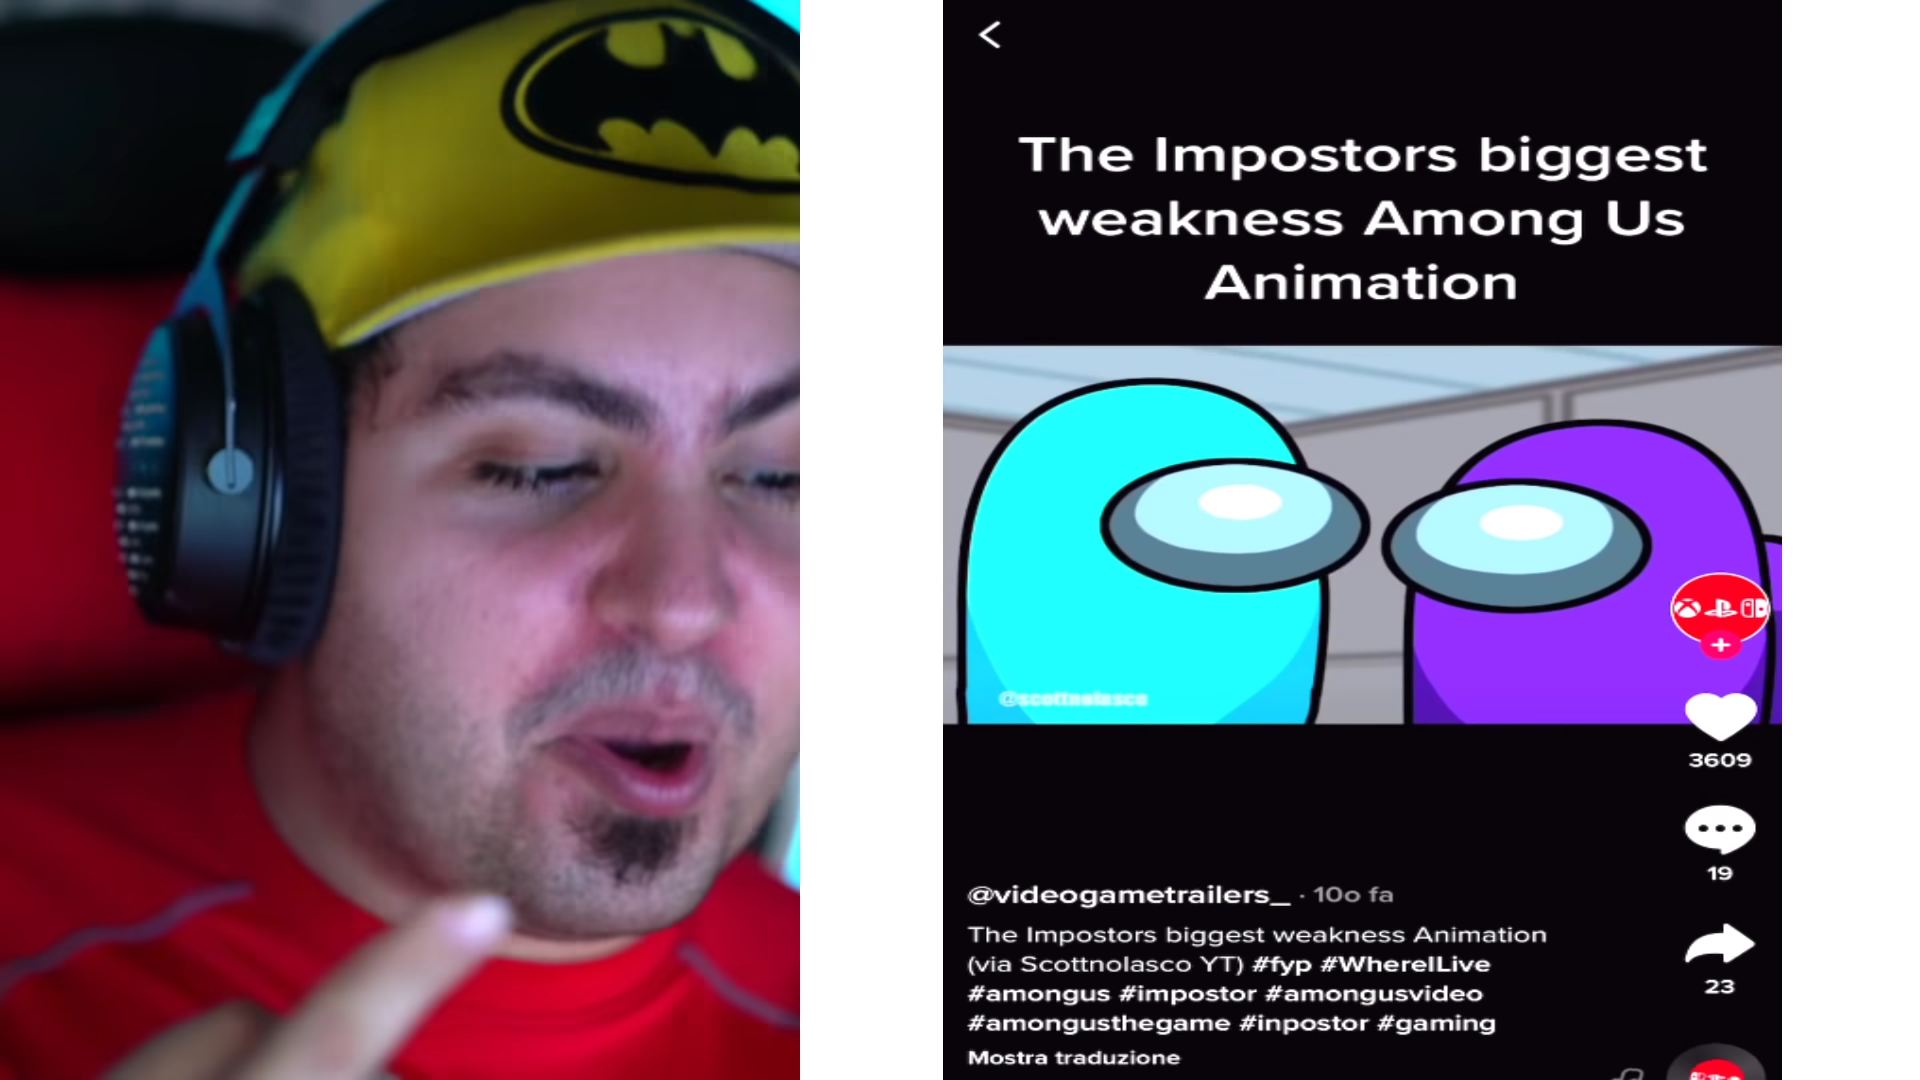 The Impostors biggest
weakness Among Us
Animation
@scottnolasco
3609
19
@videogametrailers_ · 10o fa
The Impostors biggest weakness Animation
(via Scottnolasco YT) #fyp #WhereILive
23
#amongus #impostor #amongusvideo
#amongusthegame #inpostor #gaming
Mostra traduzione